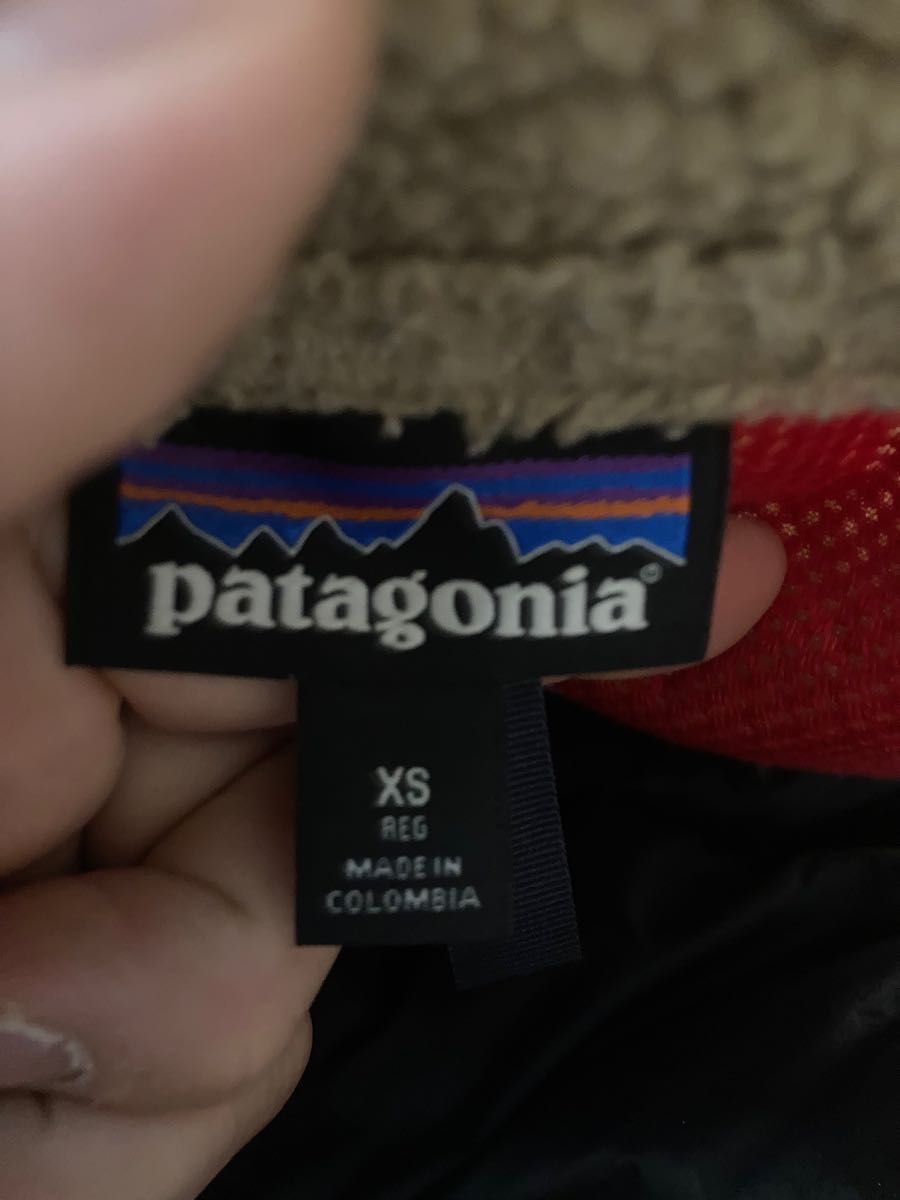 patagonia®
XS
REG
MADE IN
COLOMBIA